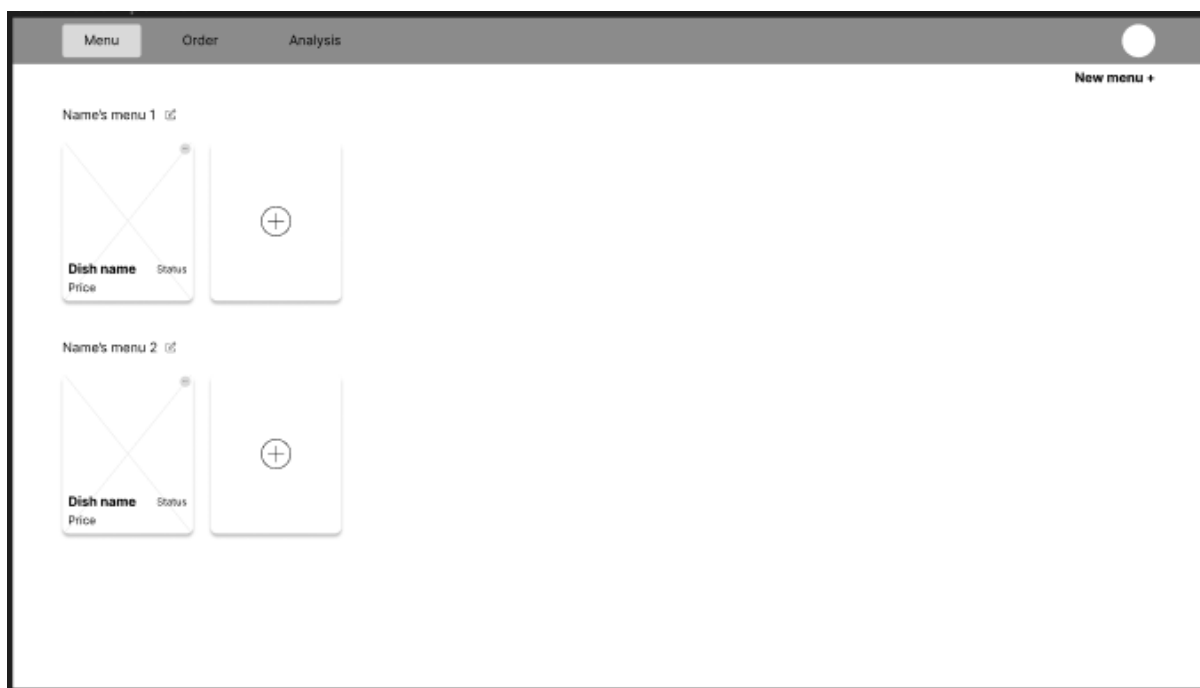 Menu Order Analysis
New menu +
Name's menu 1
Dish name Status
Price
Name's menu 2
Dish name Status
Price